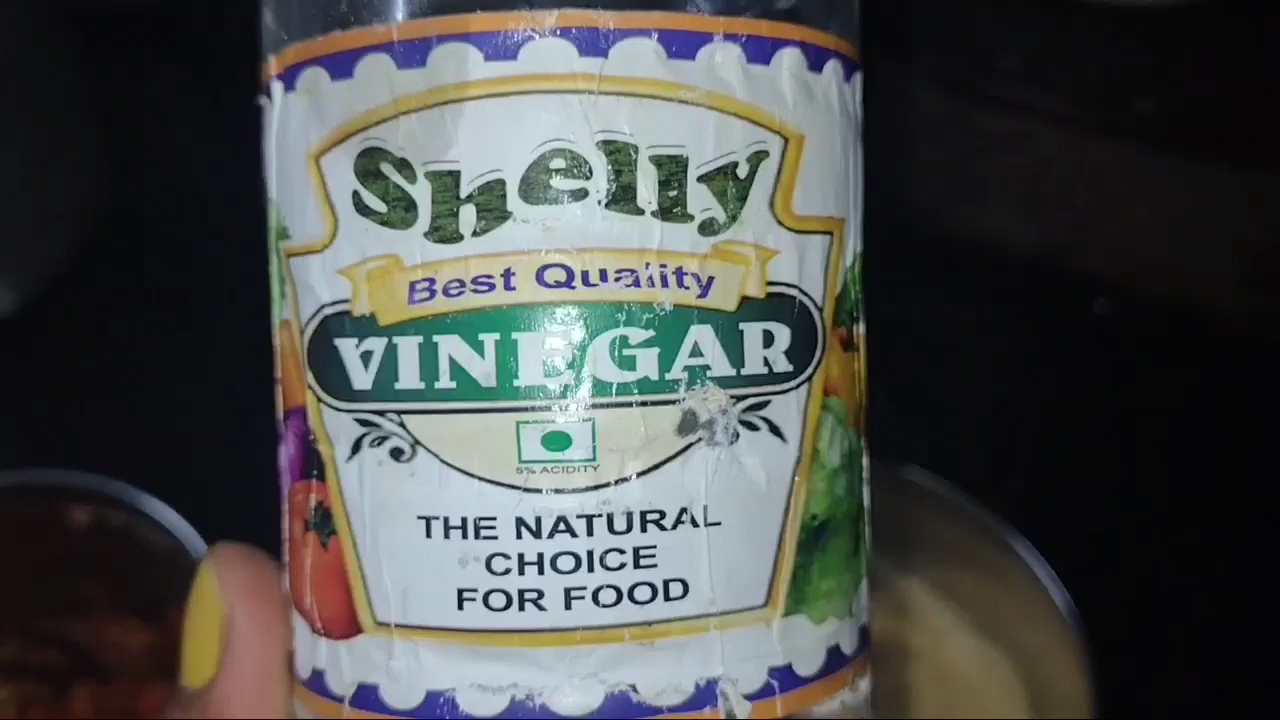 Shelly
Best Quality
VINEGAR
5% ACIDITY
THE NATURAL
CHOICE
FOR FOOD